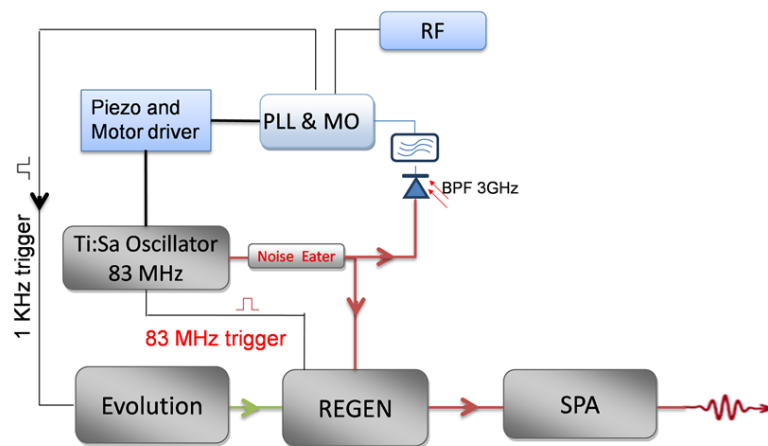 RF
Piezo and
Motor driver
PLL & MO
BPF 3GHz
Ti:Sa Oscillator
83 MHz
Noise Eater
1 KHz trigger
83 MHz trigger
Evolution
REGEN
SPA